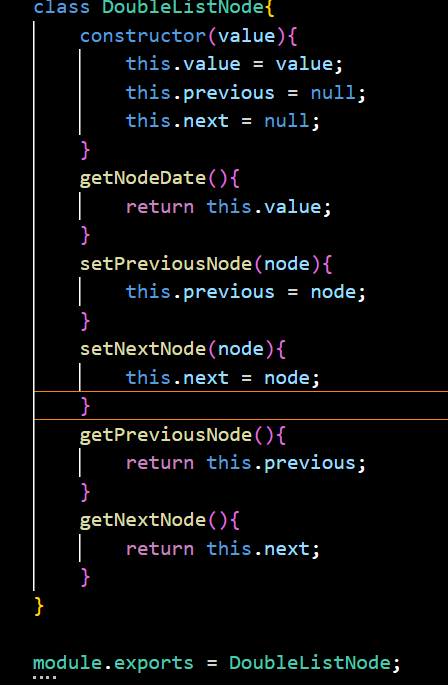 class DoubleListNode{
constructor(value){
this.value = value;
this.previous = null;
this.next = null;
}
getNodeDate(){
return this.value;
}
setPreviousNode(node){
this.previous = node;
}
setNextNode(node){
this.next = node;
}
getPreviousNode(){
return this.previous;
}
getNextNode(){
return this.next;
}
}
module.exports = DoubleListNode;